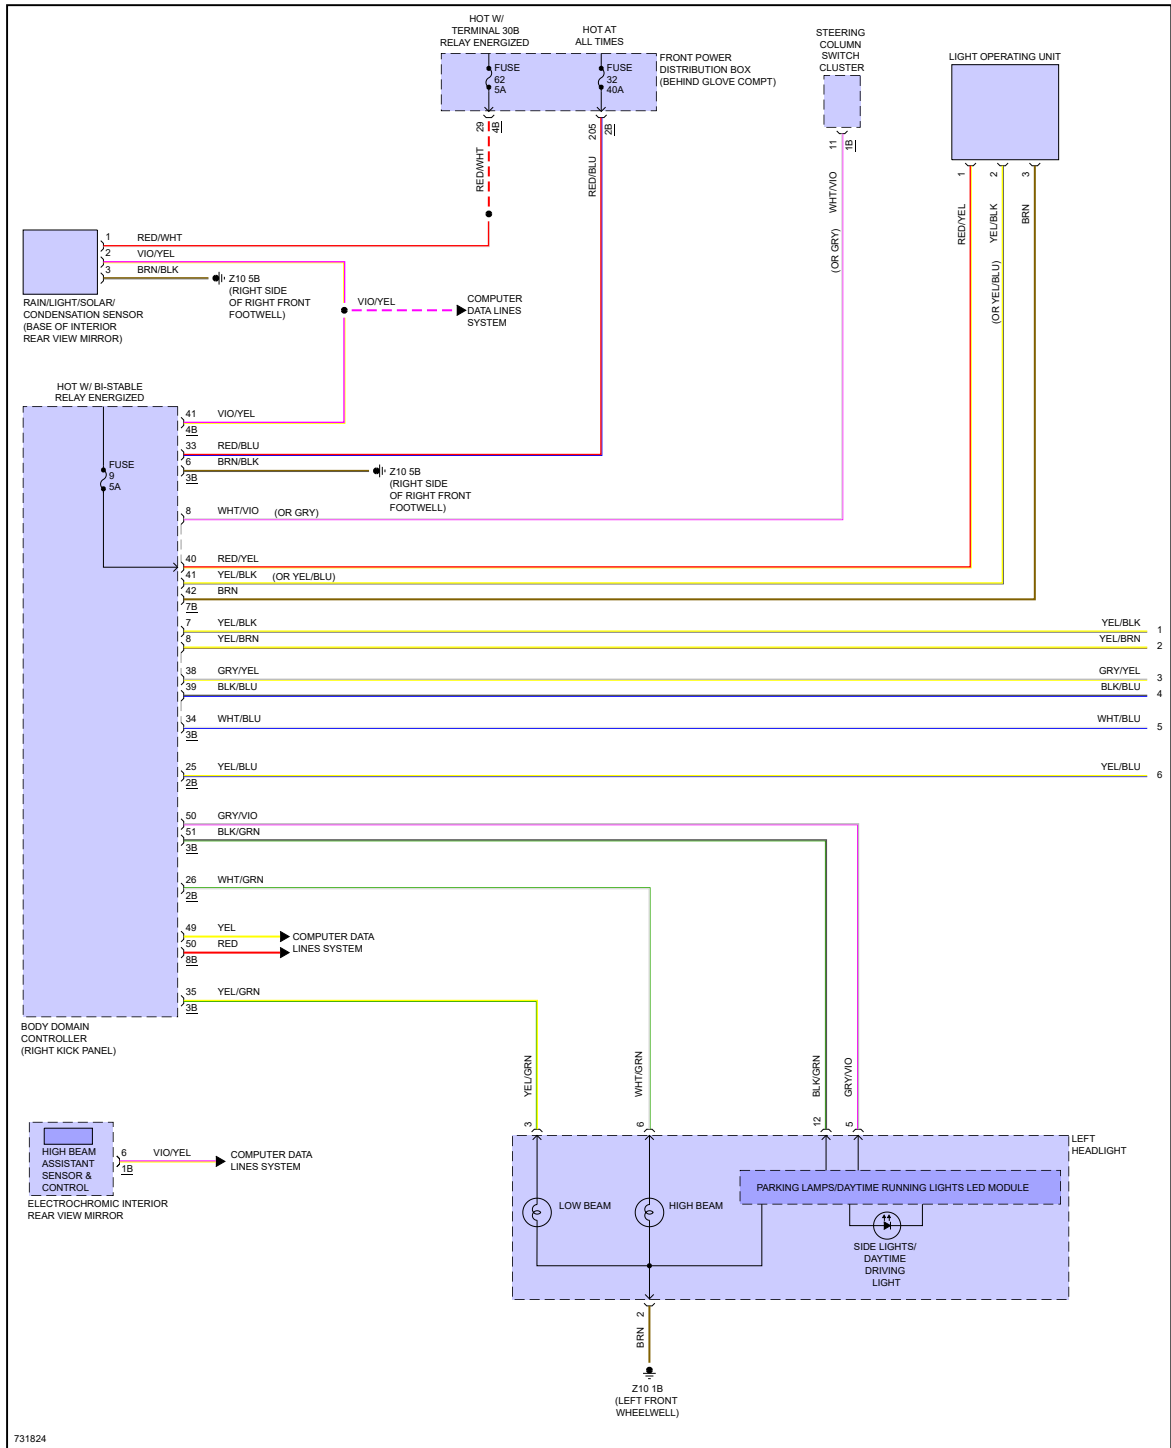 HOT W/
TERMINAL 30B
RELAY ENERGIZED
HOT AT
ALL TIMES
FUSE
62
5A
FUSE
32
40A
FRONT POWER
DISTRIBUTION BOX
(BEHIND GLOVE COMPT)
STEERING
COLUMN
SWITCH
CLUSTER
LIGHT OPERATING UNIT
29
4B
205
2B
11
1B
1
2
3
RED/WHT
RED/BLU
WHT/VIO
(OR GRY)
RED/YEL
YEL/BLK
(OR YEL/BLU)
BRN
1 RED/WHT
2 VIO/YEL
3 BRN/BLK
Z10 5B
(RIGHT SIDE
OF RIGHT FRONT
FOOTWELL)
RAIN/LIGHT/SOLAR/
CONDENSATION SENSOR
(BASE OF INTERIOR
REAR VIEW MIRROR)
VIO/YEL
COMPUTER
DATA LINES
SYSTEM
HOT W/ BI-STABLE
RELAY ENERGIZED
FUSE
9
5A
41 VIO/YEL
4B
33 RED/BLU
6 BRN/BLK
3B
Z10 5B
(RIGHT SIDE
OF RIGHT FRONT
FOOTWELL)
8 WHT/VIO (OR GRY)
40 RED/YEL
41 YEL/BLK (OR YEL/BLU)
42 BRN
7B
7 YEL/BLK YEL/BLK 1
8 YEL/BRN YEL/BRN 2
38 GRY/YEL GRY/YEL 3
39 BLK/BLU BLK/BLU 4
34 WHT/BLU WHT/BLU 5
3B
25 YEL/BLU YEL/BLU 6
2B
50 GRY/VIO
51 BLK/GRN
3B
26 WHT/GRN
2B
49 YEL
50 RED
8B
COMPUTER DATA
LINES SYSTEM
35 YEL/GRN
3B
BODY DOMAIN
CONTROLLER
(RIGHT KICK PANEL)
YEL/GRN
WHT/GRN
BLK/GRN
GRY/VIO
3
6
12
5
LEFT
HEADLIGHT
HIGH BEAM
ASSISTANT
SENSOR &
CONTROL
6 VIO/YEL
1B
COMPUTER DATA
LINES SYSTEM
ELECTROCHROMIC INTERIOR
REAR VIEW MIRROR
PARKING LAMPS/DAYTIME RUNNING LIGHTS LED MODULE
LOW BEAM
HIGH BEAM
SIDE LIGHTS/
DAYTIME
DRIVING
LIGHT
2
BRN
Z10 1B
(LEFT FRONT
WHEELWELL)
731824